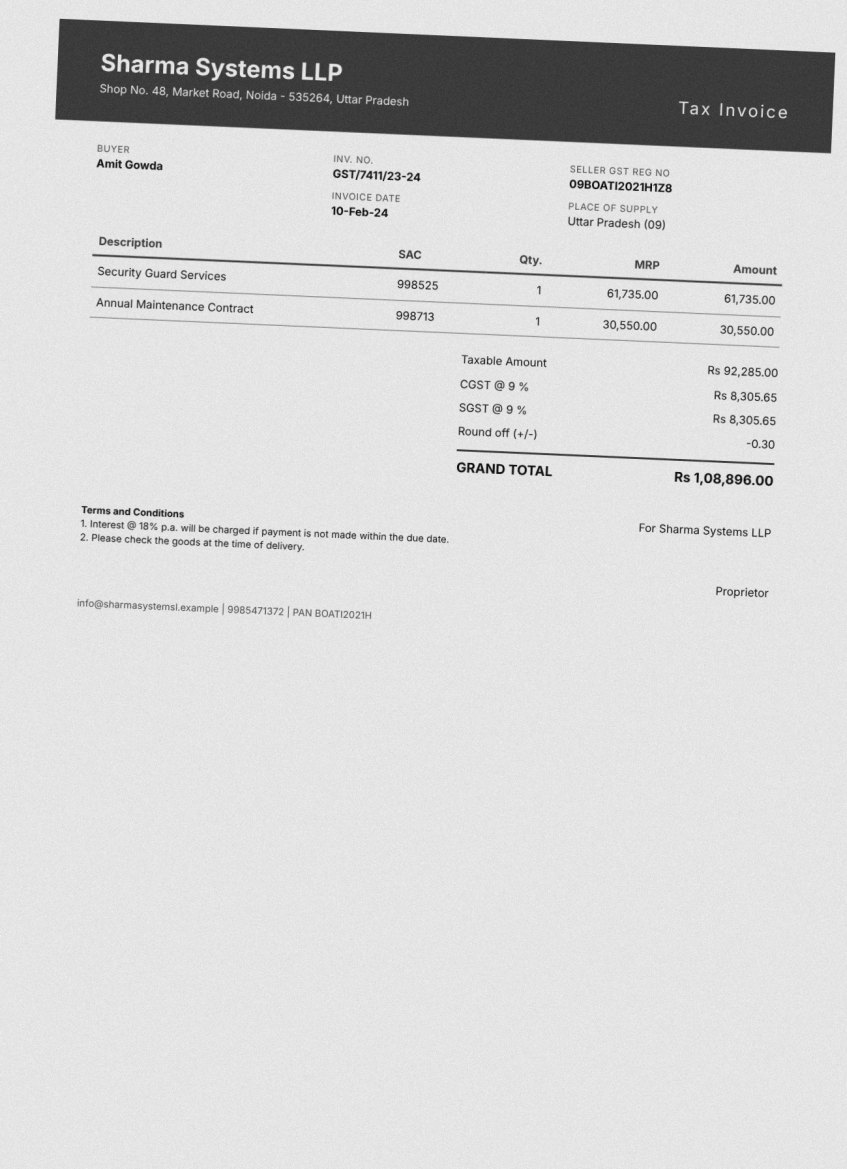 Sharma Systems LLP
Shop No. 48, Market Road, Noida - 535264, Uttar Pradesh
Tax Invoice
BUYER
Amit Gowda
INV. NO.
GST/7411/23-24
INVOICE DATE
10-Feb-24
SELLER GST REG NO
09BOATI2021H1Z8
PLACE OF SUPPLY
Uttar Pradesh (09)
Description SAC Qty. MRP Amount
Security Guard Services 998525 1 61,735.00 61,735.00
Annual Maintenance Contract 998713 1 30,550.00 30,550.00
Taxable Amount Rs 92,285.00
CGST @ 9 % Rs 8,305.65
SGST @ 9 % Rs 8,305.65
Round off (+/-) -0.30
GRAND TOTAL Rs 1,08,896.00
Terms and Conditions
1. Interest @ 18% p.a. will be charged if payment is not made within the due date.
2. Please check the goods at the time of delivery.
For Sharma Systems LLP
Proprietor
info@sharmasystemsl.example | 9985471372 | PAN BOATI2021H